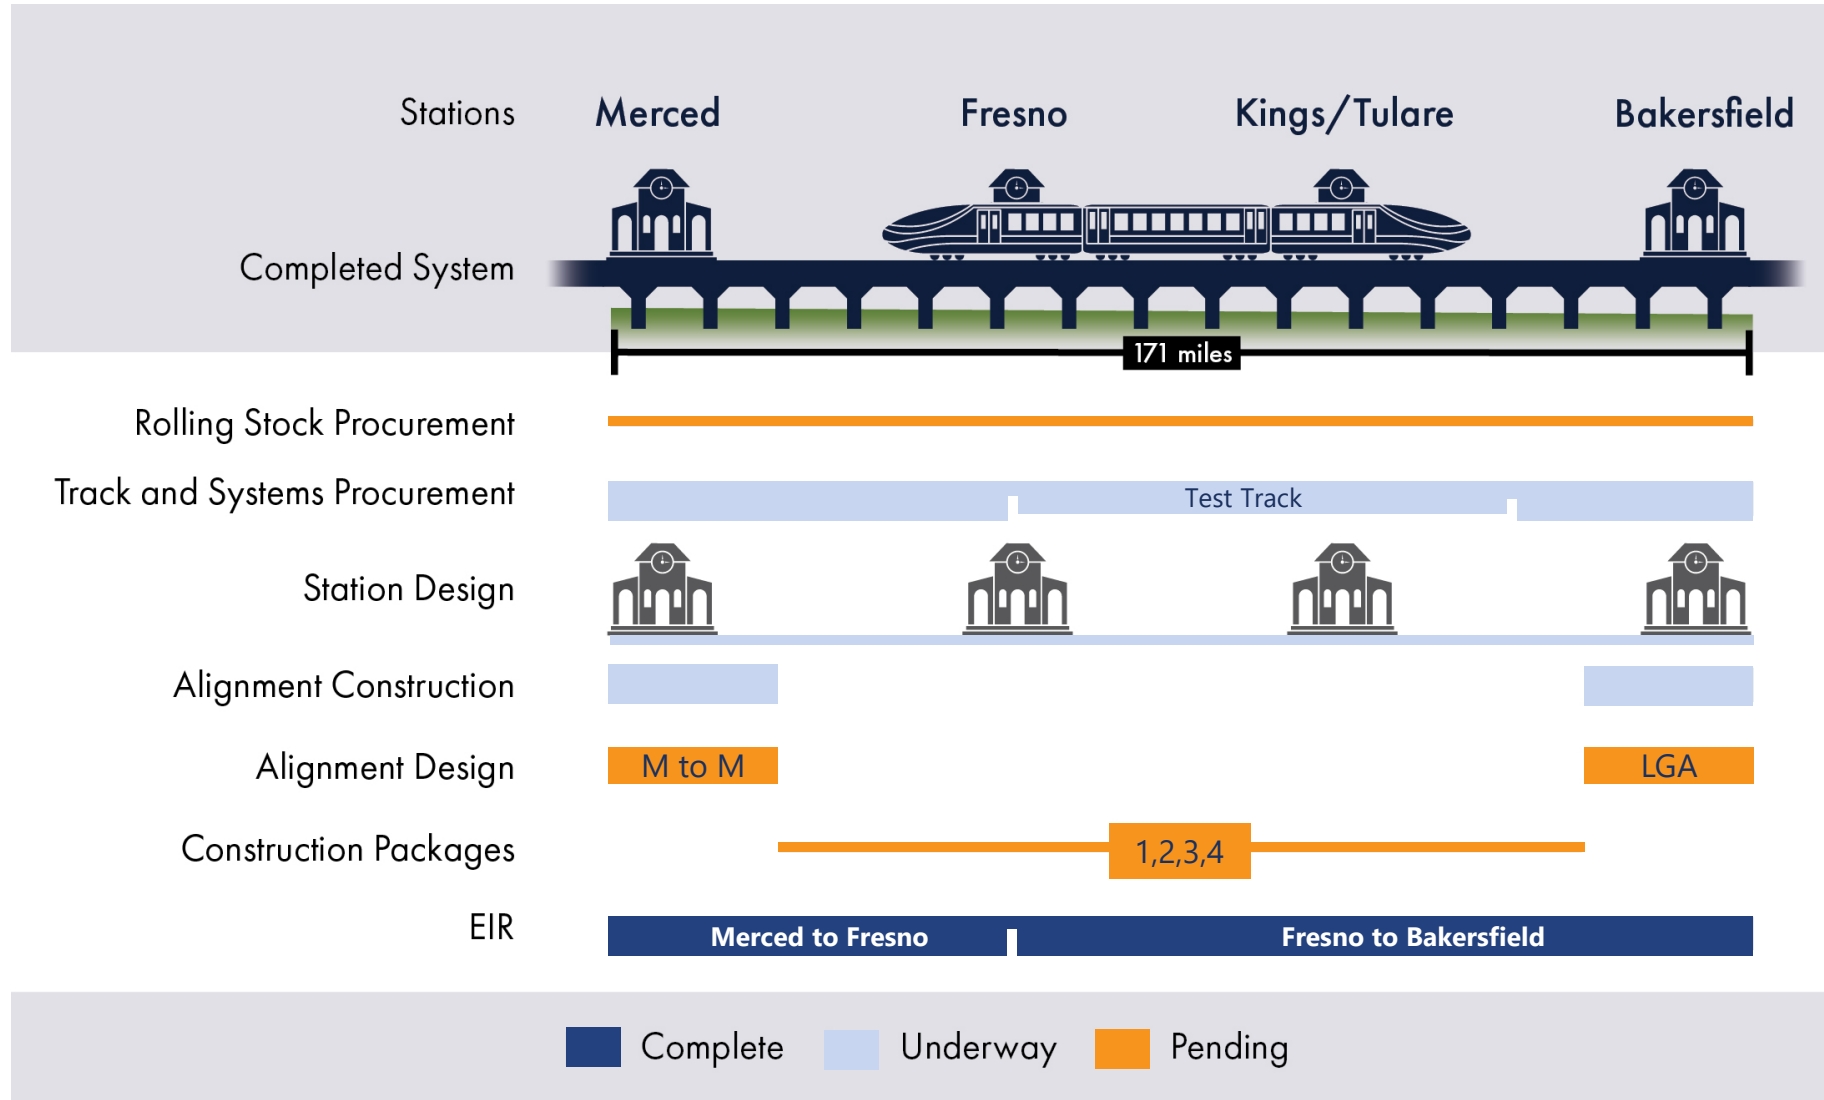 Stations Merced Fresno Kings/Tulare Bakersfield
Completed System
171 miles
Rolling Stock Procurement
Track and Systems Procurement Test Track
Station Design
Alignment Construction
Alignment Design M to M LGA
Construction Packages 1,2,3,4
EIR Merced to Fresno Fresno to Bakersfield
Complete Underway Pending